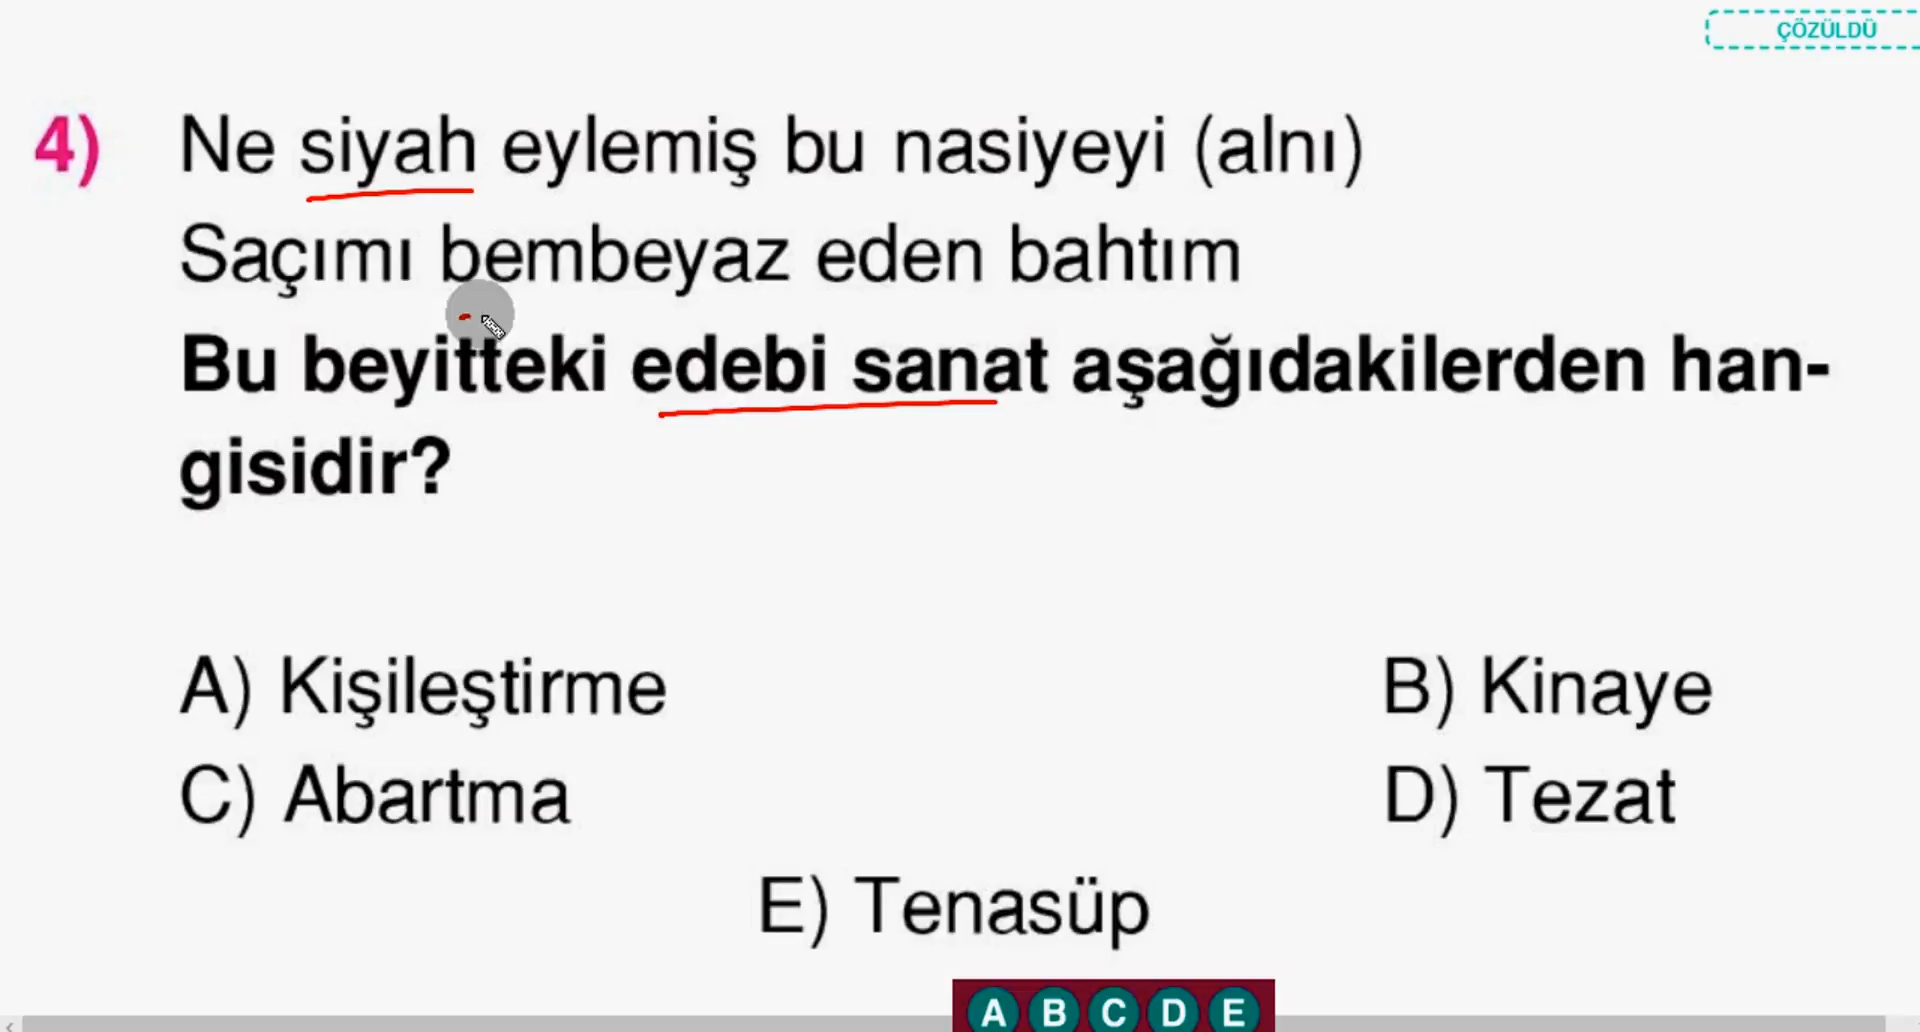 ÇÖZÜLDÜ
4) Ne siyah eylemiş bu nasiyeyi (alnı)
Saçımı bembeyaz eden bahtım
Bu beyitteki edebi sanat aşağıdakilerden han-
gisidir?
A) Kişileştirme
B) Kinaye
C) Abartma
D) Tezat
E) Tenasüp
A B C D E